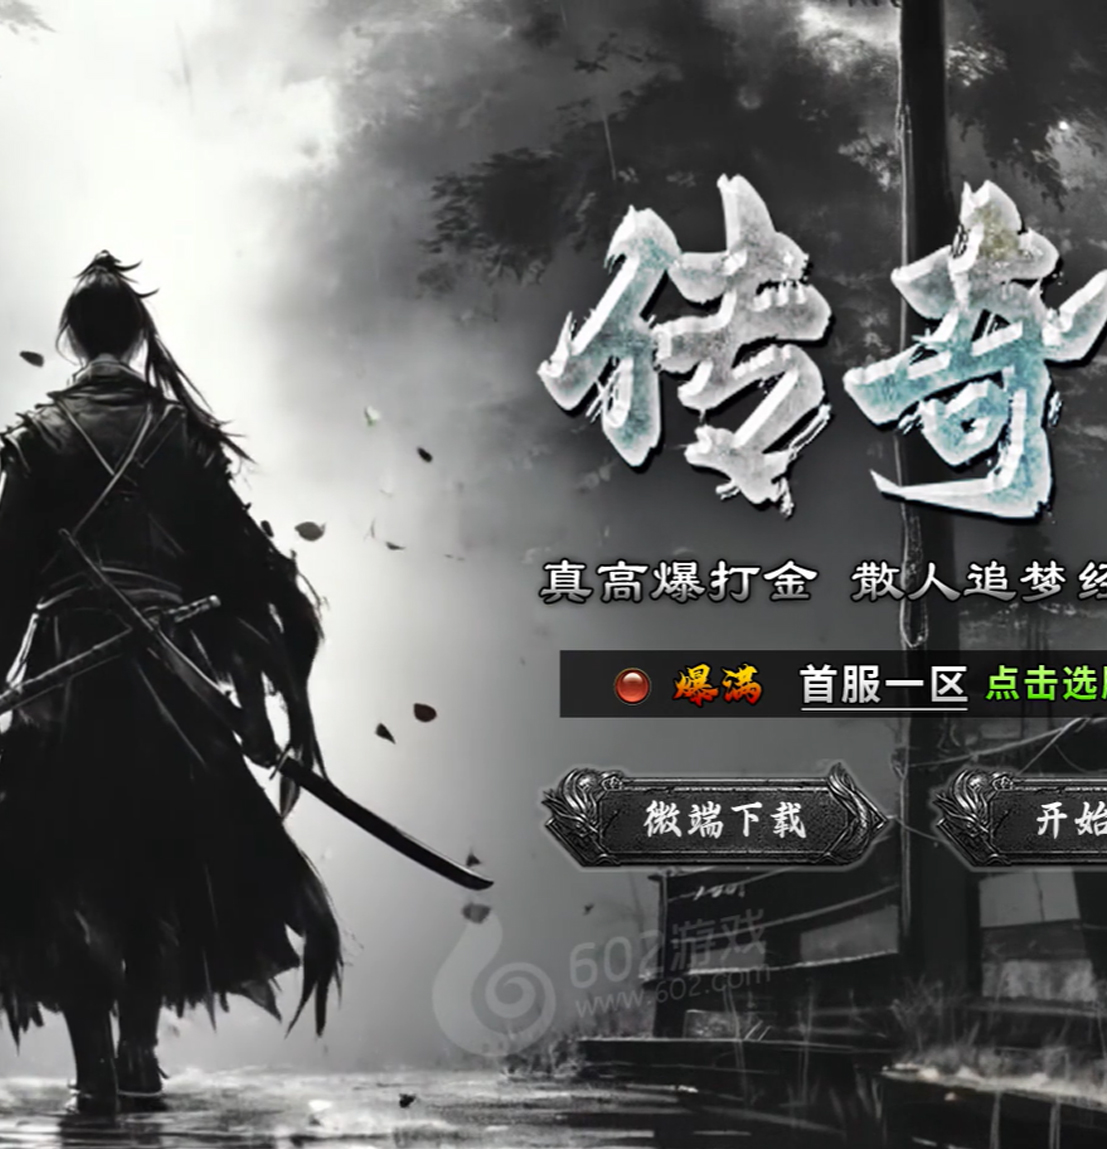 传奇
真高爆打金 散人追梦经
爆满 首服一区 点击选
微端下载 开始
602游戏
www.602.com